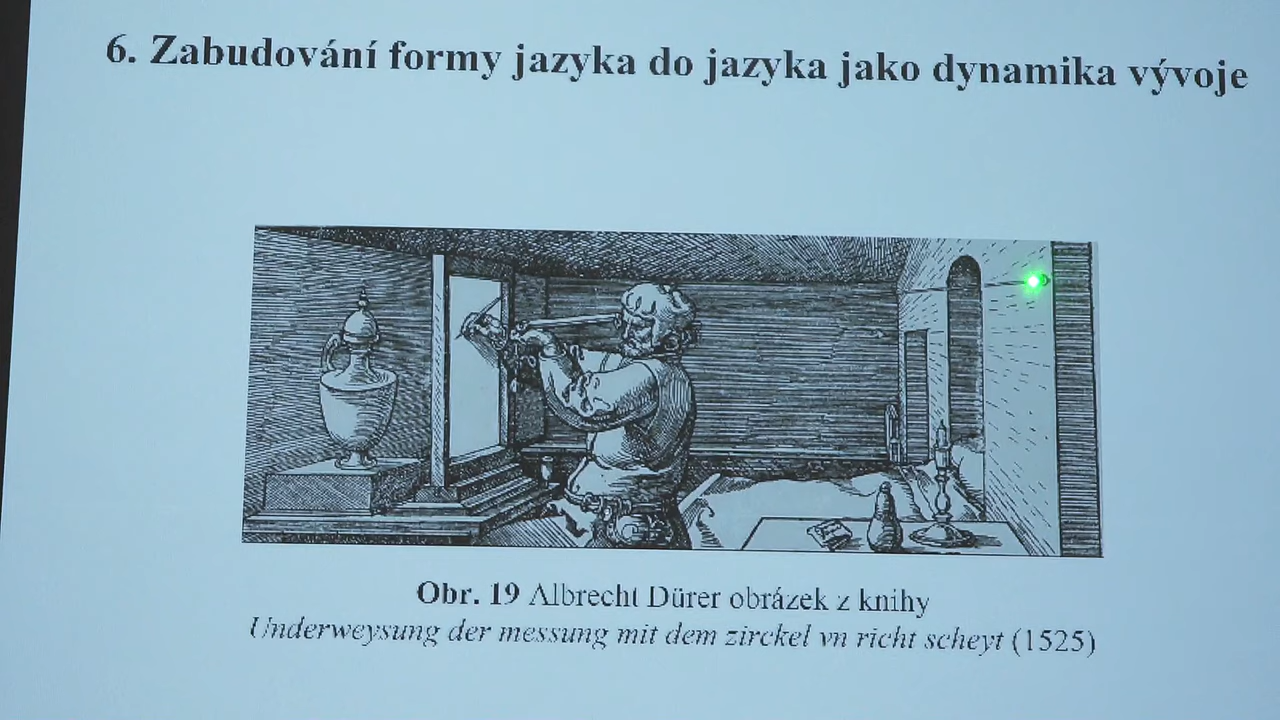 6. Zabudování formy jazyka do jazyka jako dynamika vývoje
Obr. 19 Albrecht Dürer obrázek z knihy
Underweysung der messung mit dem zirckel vn richt scheyt (1525)